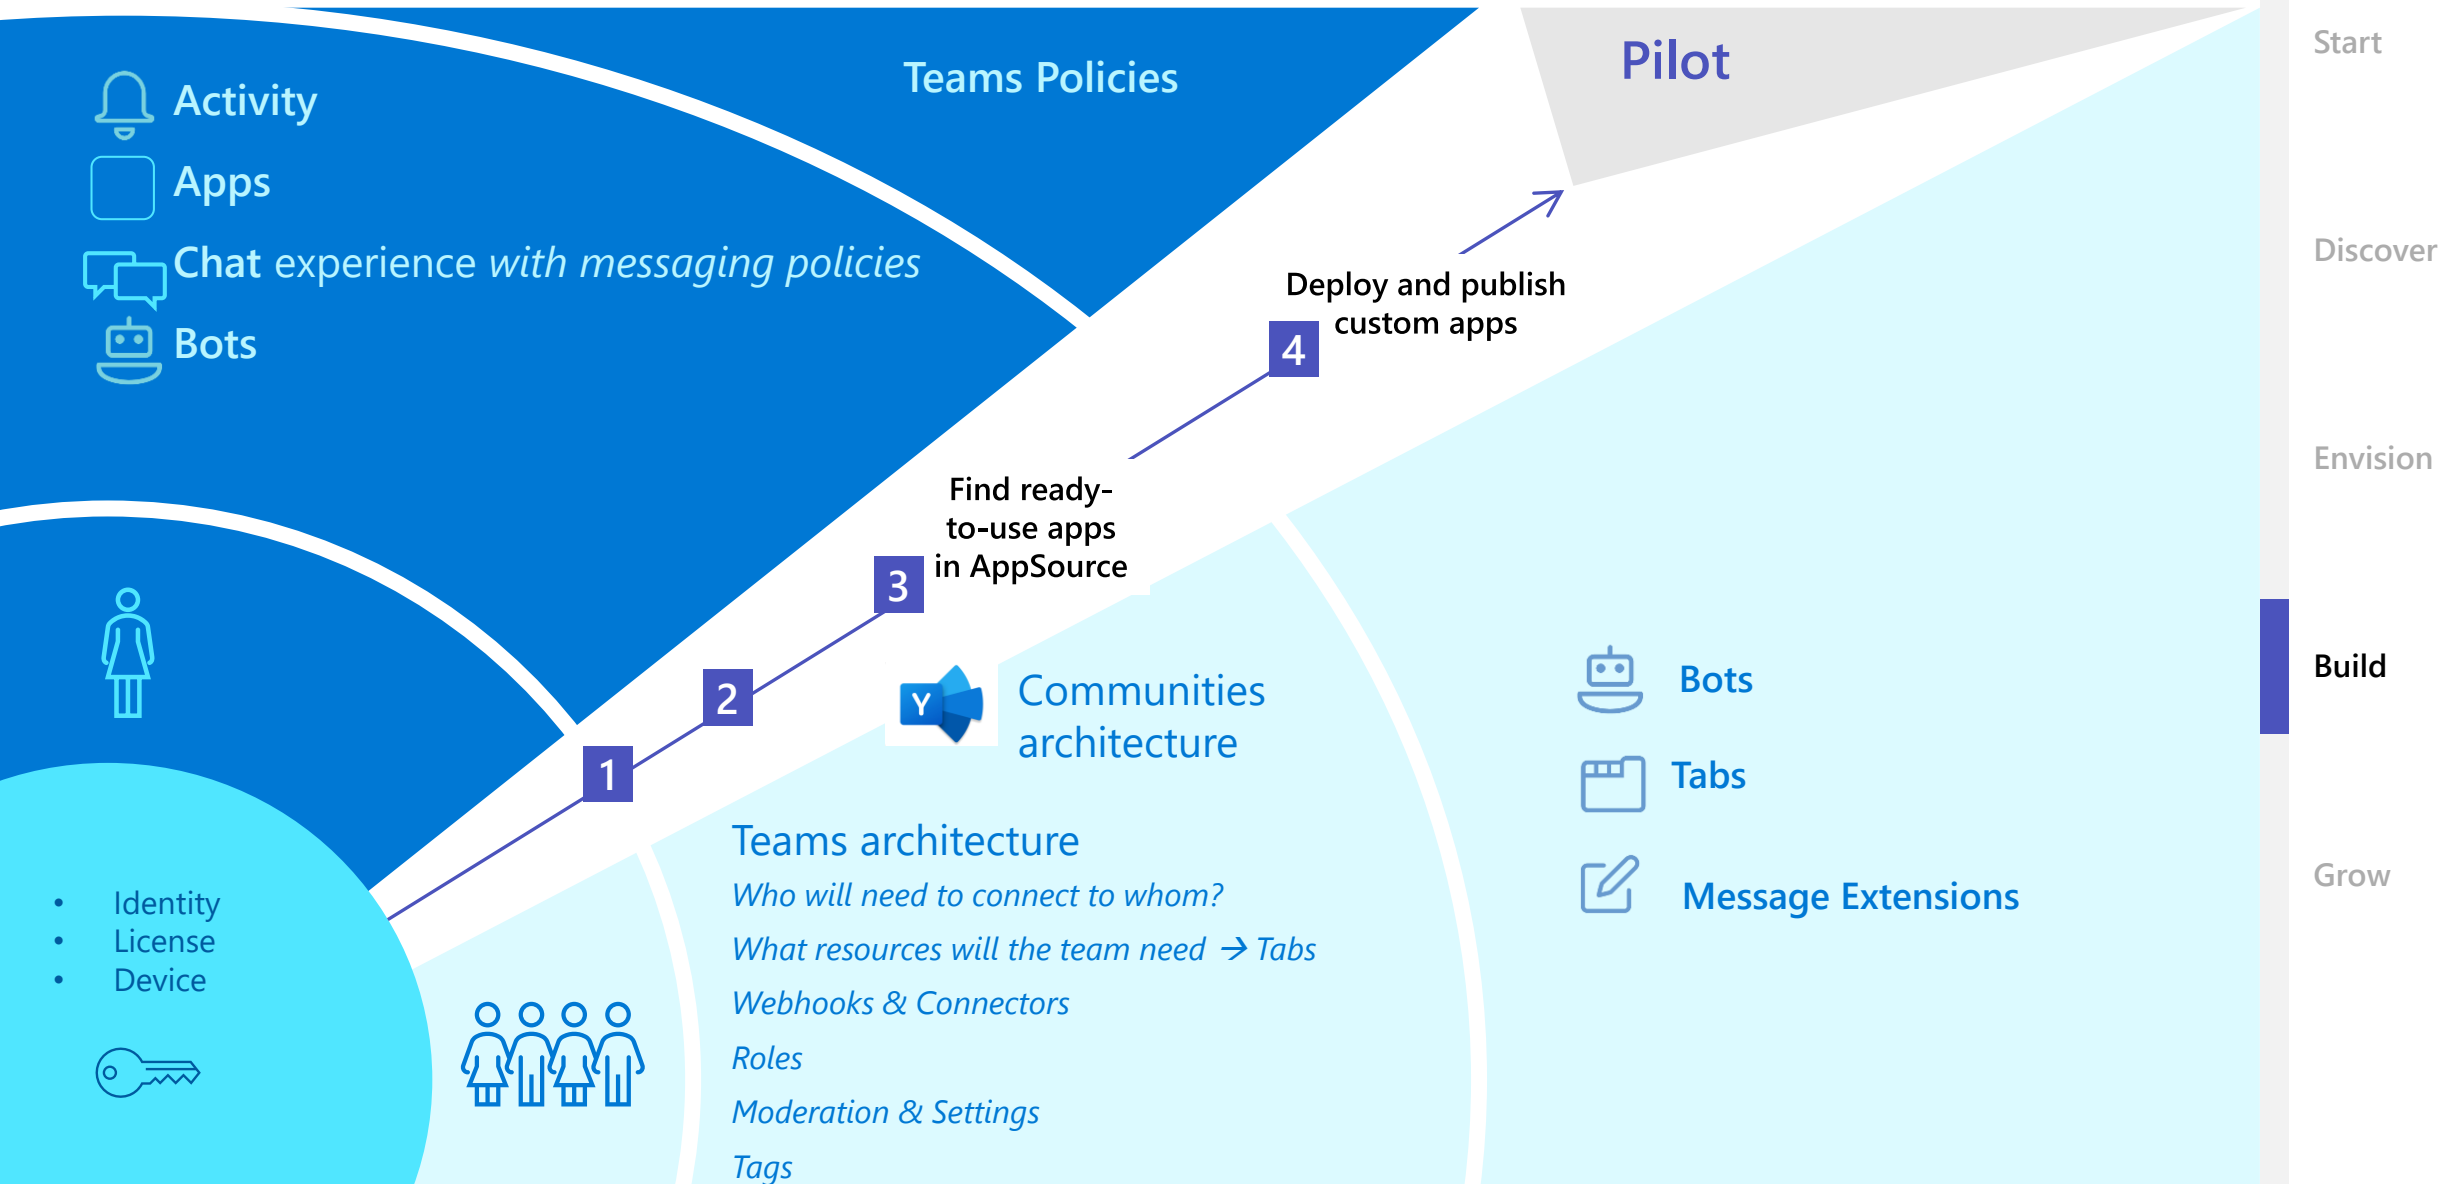 Teams Policies
Activity
Apps
Chat experience with messaging policies
Bots
Pilot
Deploy and publish
custom apps
4
Find ready-
to-use apps
in AppSource
3
2
1
Y
Communities
architecture
Teams architecture
Who will need to connect to whom?
What resources will the team need → Tabs
Webhooks & Connectors
Roles
Moderation & Settings
Tags
• Identity
• License
• Device
Bots
Tabs
Message Extensions
Start
Discover
Envision
Build
Grow